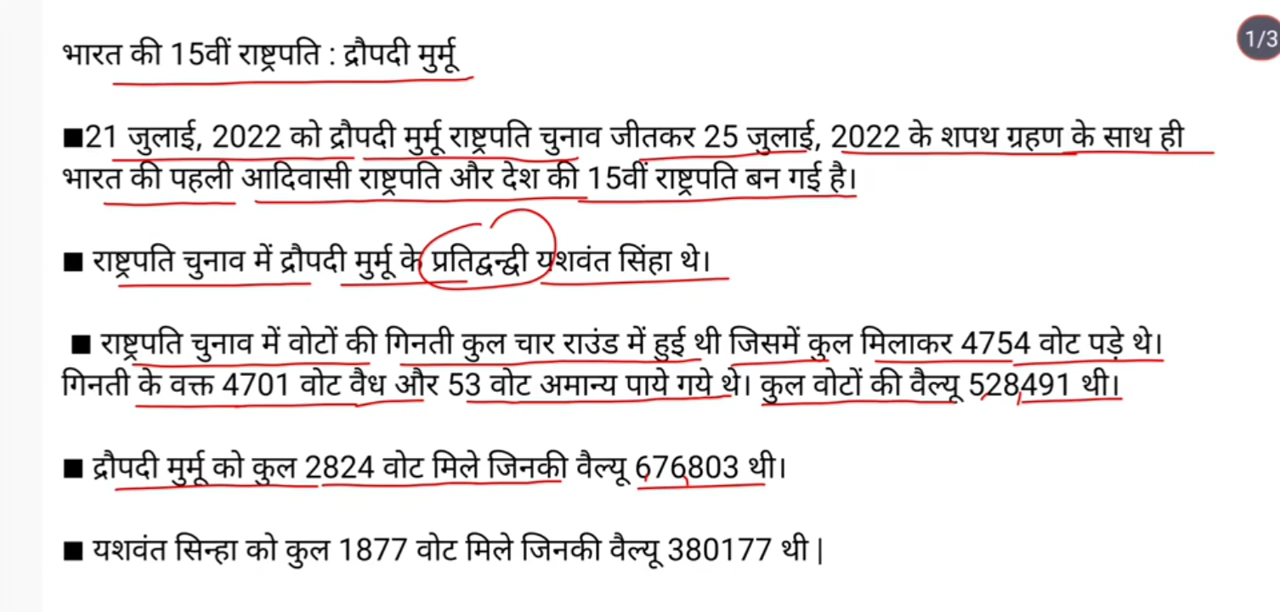 1/3
भारत की 15वीं राष्ट्रपति : द्रौपदी मुर्मू
■21 जुलाई, 2022 को द्रौपदी मुर्मू राष्ट्रपति चुनाव जीतकर 25 जुलाई, 2022 के शपथ ग्रहण के साथ ही
भारत की पहली आदिवासी राष्ट्रपति और देश की 15वीं राष्ट्रपति बन गई है।
■ राष्ट्रपति चुनाव में द्रौपदी मुर्मू के प्रतिद्वन्द्वी यशवंत सिंहा थे।
■ राष्ट्रपति चुनाव में वोटों की गिनती कुल चार राउंड में हुई थी जिसमें कुल मिलाकर 4754 वोट पड़े थे।
गिनती के वक्त 4701 वोट वैध और 53 वोट अमान्य पाये गये थे। कुल वोटों की वैल्यू 528491 थी।
■ द्रौपदी मुर्मू को कुल 2824 वोट मिले जिनकी वैल्यू 676803 थी।
■ यशवंत सिन्हा को कुल 1877 वोट मिले जिनकी वैल्यू 380177 थी |